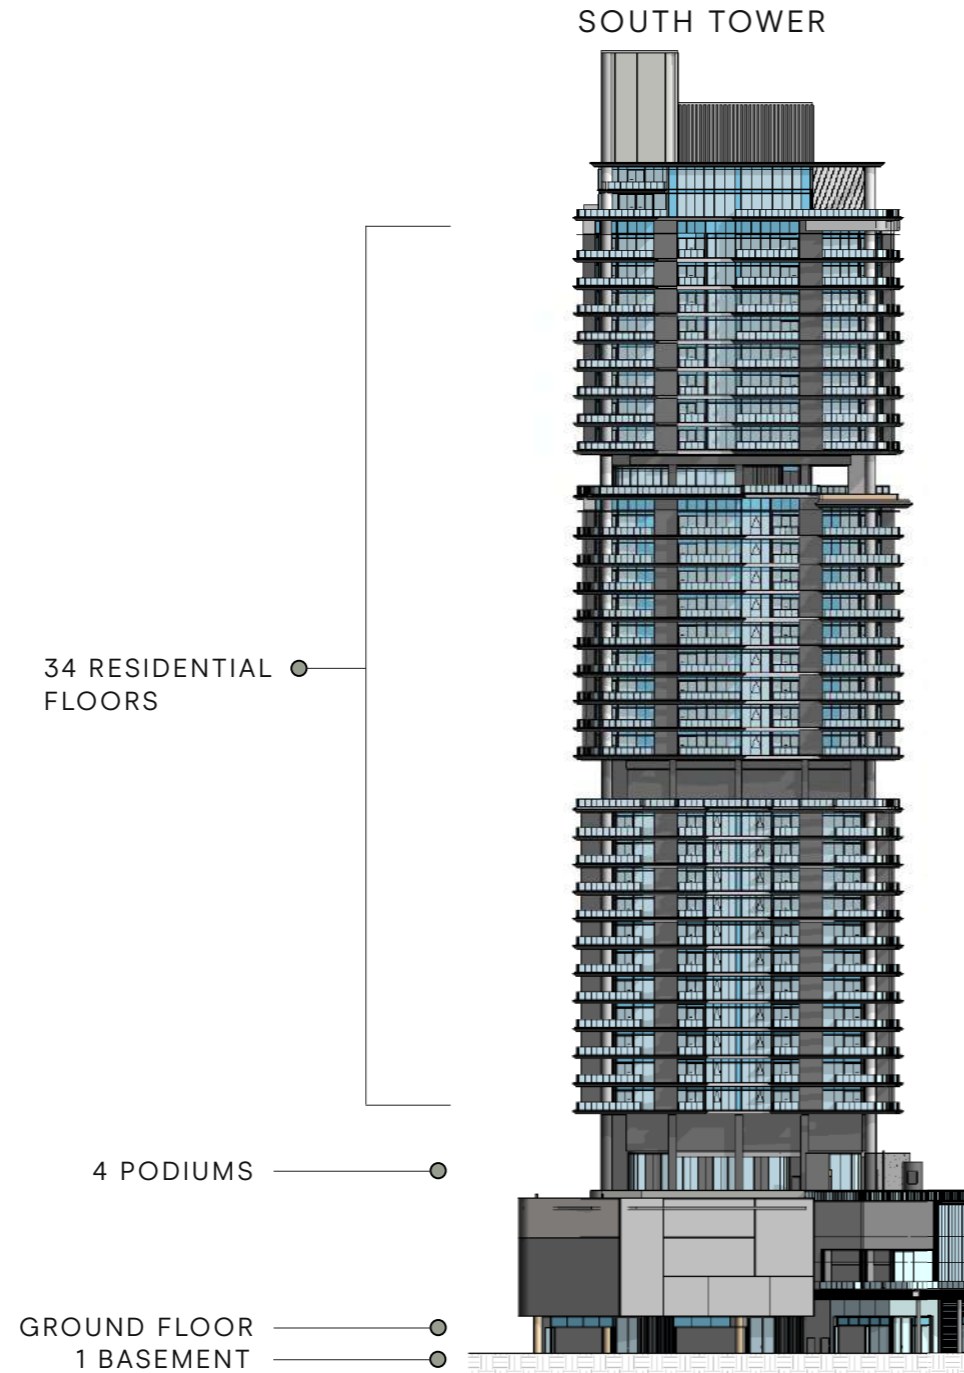 SOUTH TOWER
34 RESIDENTIAL
FLOORS
4 PODIUMS
GROUND FLOOR
1 BASEMENT